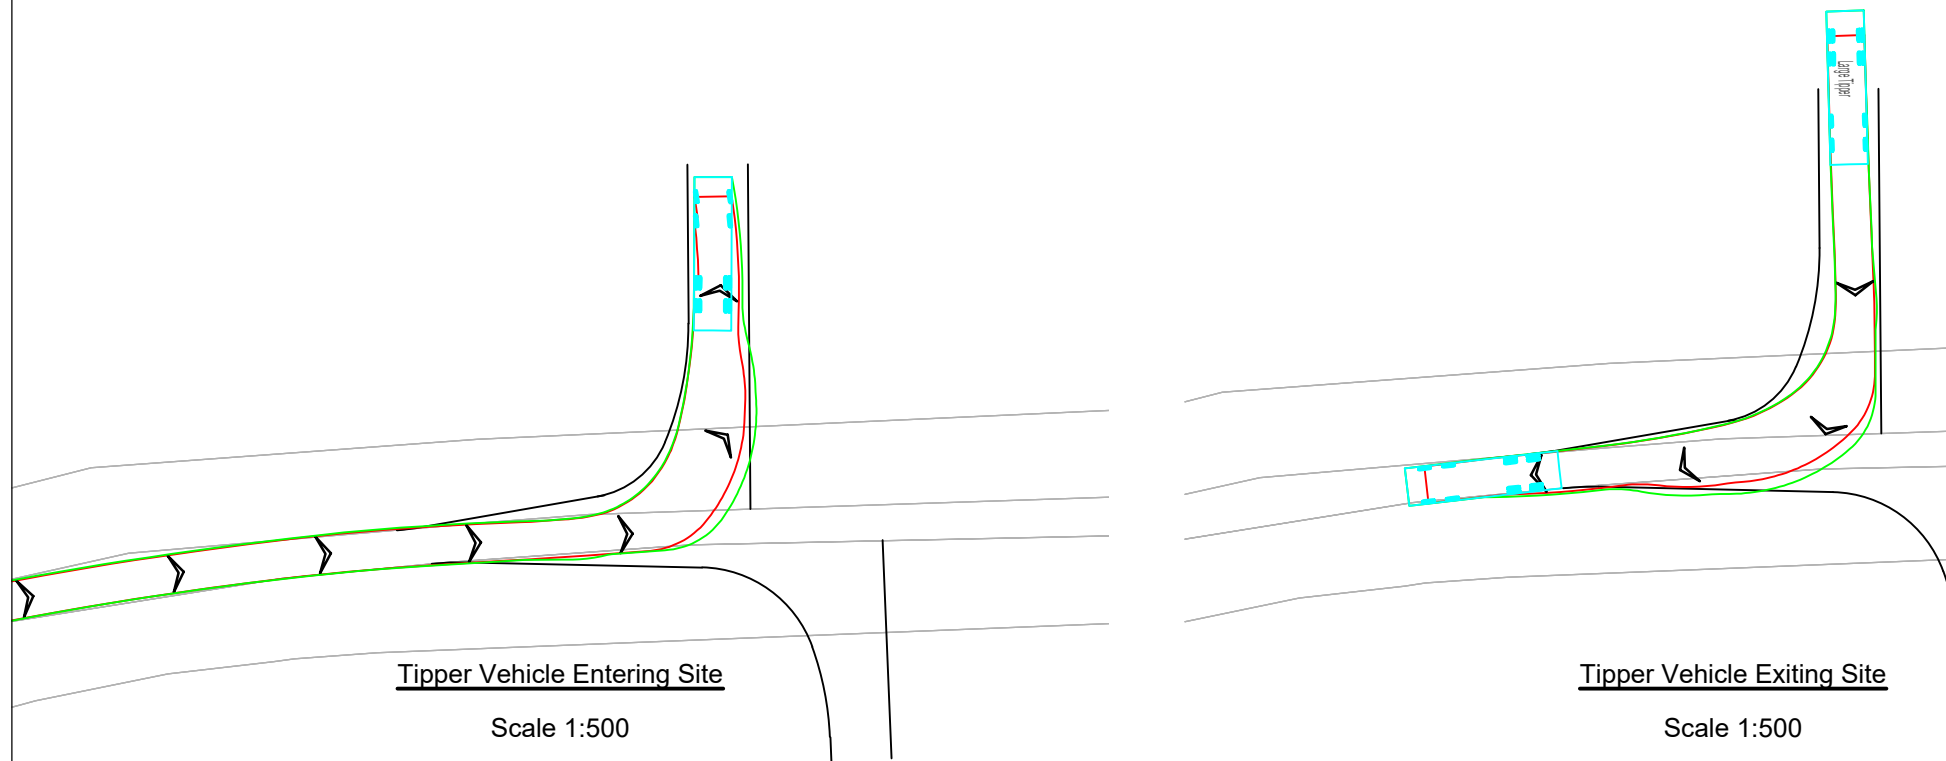 Large Tipper
Tipper Vehicle Entering Site
Scale 1:500
Tipper Vehicle Exiting Site
Scale 1:500